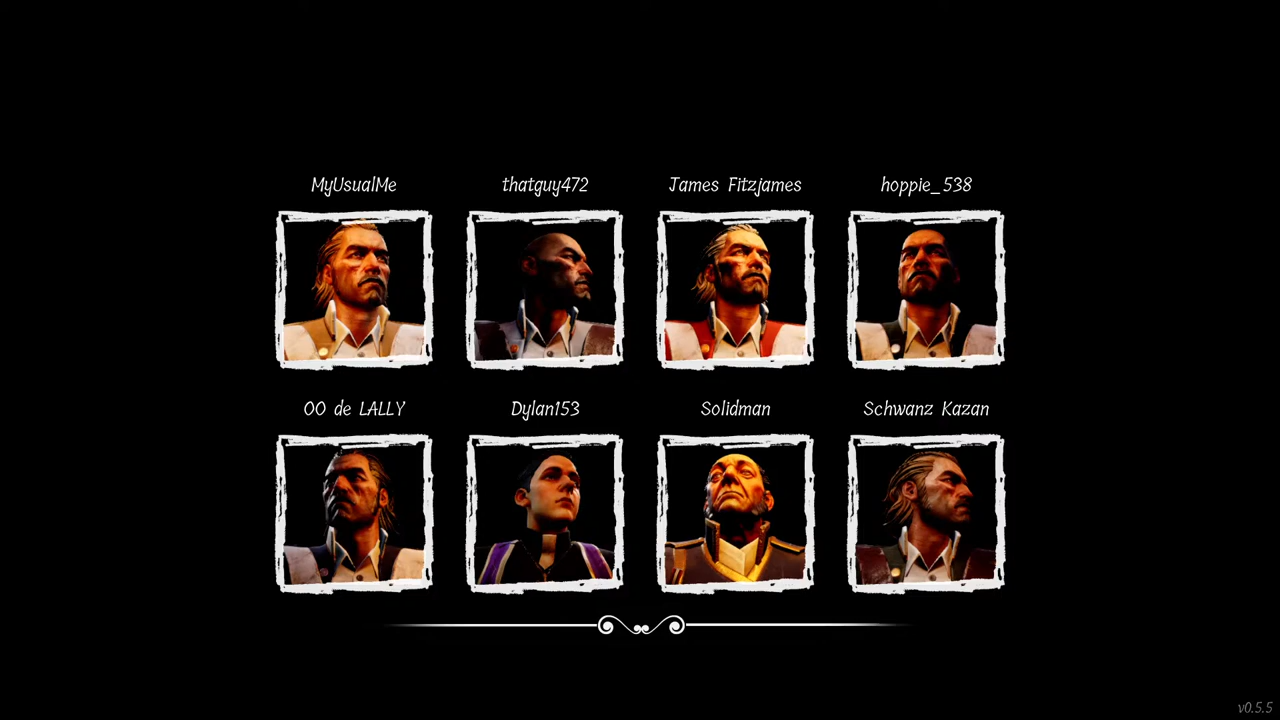 MyUsualMe
thatguy472
James Fitzjames
hoppie_538
OO de LALLY
Dylan153
Solidman
Schwanz Kazan
v0.5.5